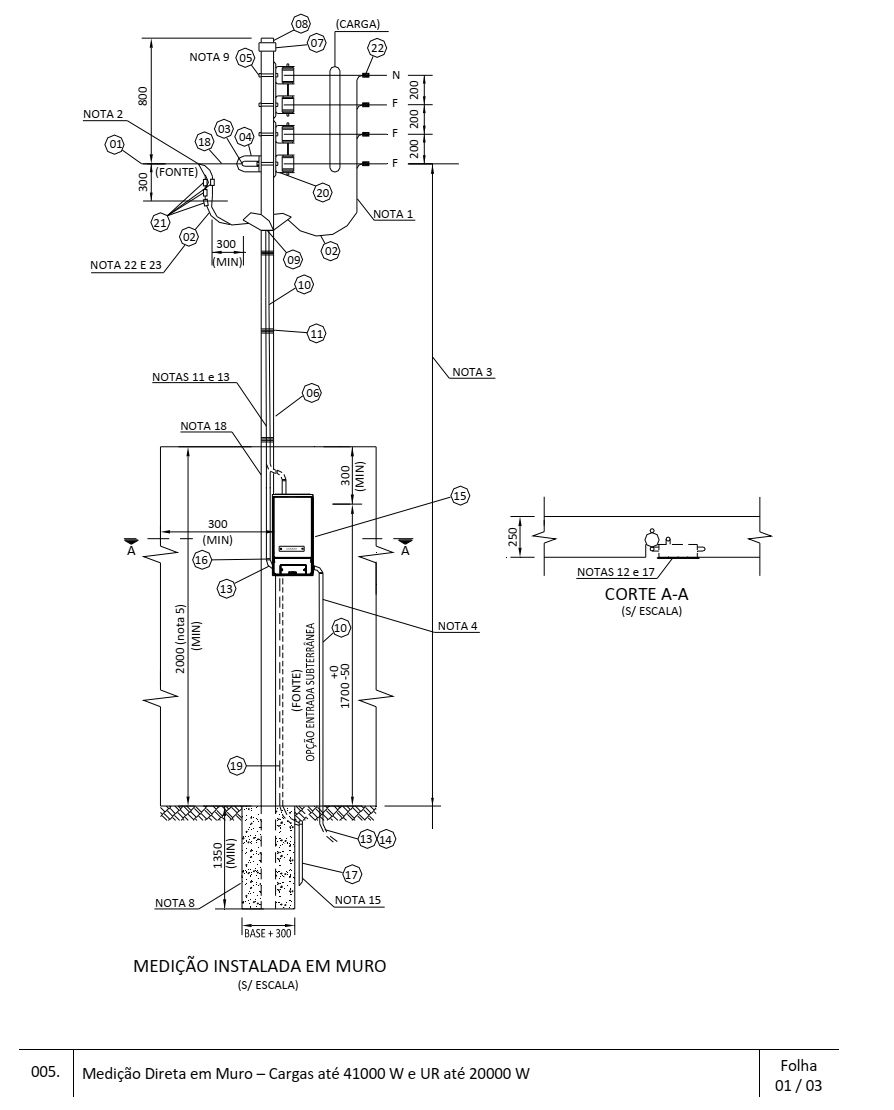 08
(CARGA)
07
22
NOTA 9
05
N
800
200
F
NOTA 2
03
04
200
F
01
18
200
F
(FONTE)
300
20
21
NOTA 1
02
300
(MIN)
02
09
NOTA 22 E 23
10
11
NOTA 3
NOTAS 11 e 13
06
NOTA 18
300
(MIN)
15
300
(MIN)
A
A
250
16
13
NOTAS 12 e 17
CORTE A-A
(S/ ESCALA)
2000 (nota 5)
(MIN)
10
NOTA 4
(FONTE)
OPÇÃO ENTRADA SUBTERRÂNEA
+0
1700 -50
19
13
14
1350
(MIN)
17
NOTA 8
NOTA 15
BASE + 300
MEDIÇÃO INSTALADA EM MURO
(S/ ESCALA)
005.
Medição Direta em Muro – Cargas até 41000 W e UR até 20000 W
Folha
01 / 03